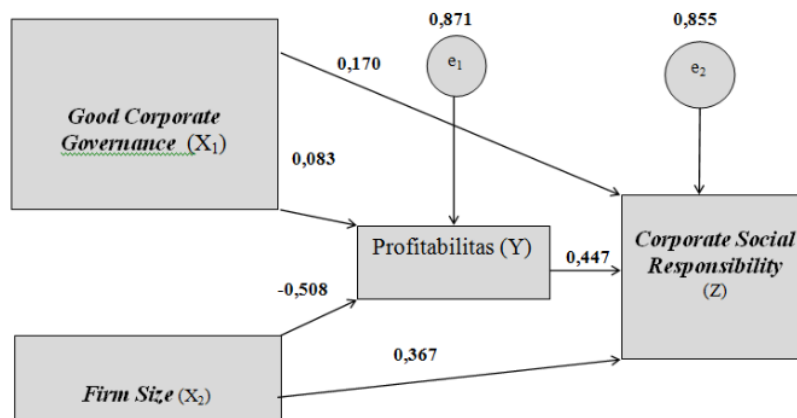 0,871
0,855
e1
e2
0,170
Good Corporate
Governance (X1)
0,083
Profitabilitas (Y)
0,447
Corporate Social
Responsibility
(Z)
-0,508
0,367
Firm Size (X2)